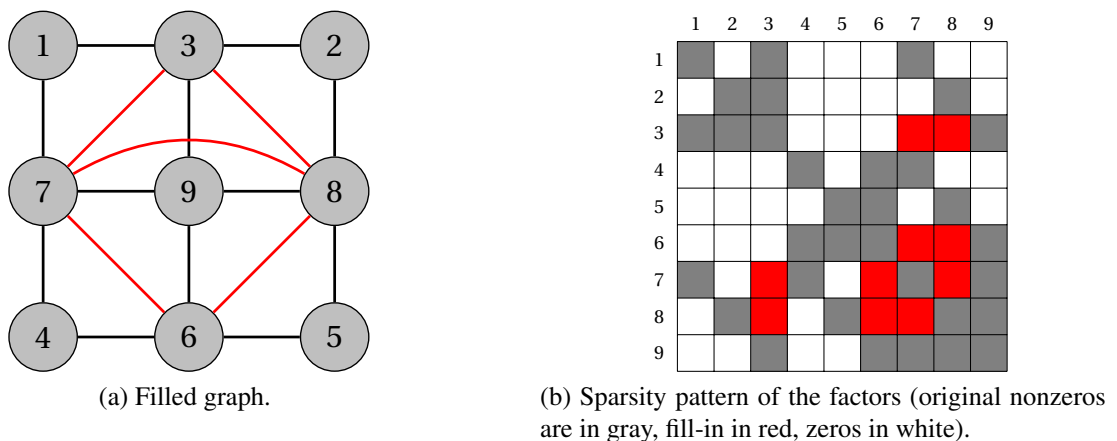 1 3 2
7 9 8
4 6 5
(a) Filled graph.
1 2 3 4 5 6 7 8 9
1
2
3
4
5
6
7
8
9
(b) Sparsity pattern of the factors (original nonzeros
are in gray, fill-in in red, zeros in white).